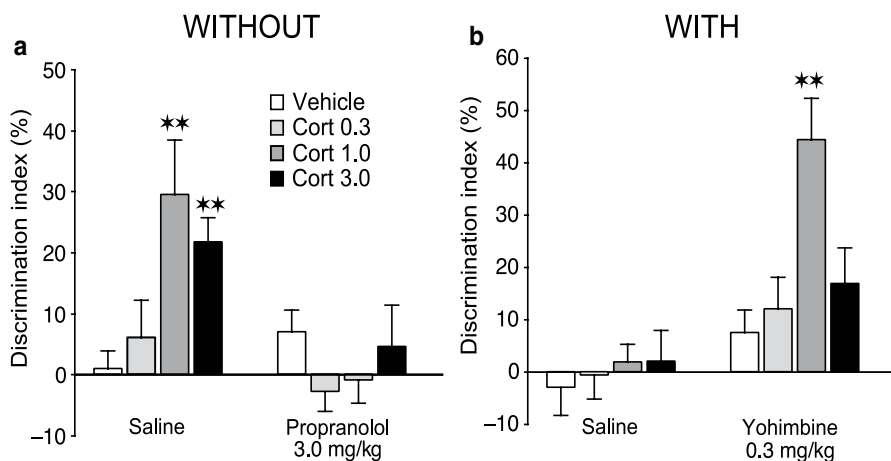 WITHOUT
a
Discrimination index (%)
50
40
30
20
10
0
–10
Vehicle
Cort 0.3
Cort 1.0
Cort 3.0
✶✶
✶✶
Saline
Propranolol
3.0 mg/kg
WITH
b
Discrimination index (%)
60
50
40
30
20
10
0
–10
✶✶
Saline
Yohimbine
0.3 mg/kg